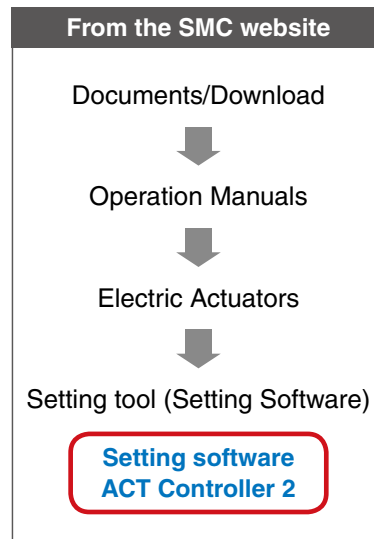 From the SMC website
Documents/Download
Operation Manuals
Electric Actuators
Setting tool (Setting Software)
Setting software
ACT Controller 2